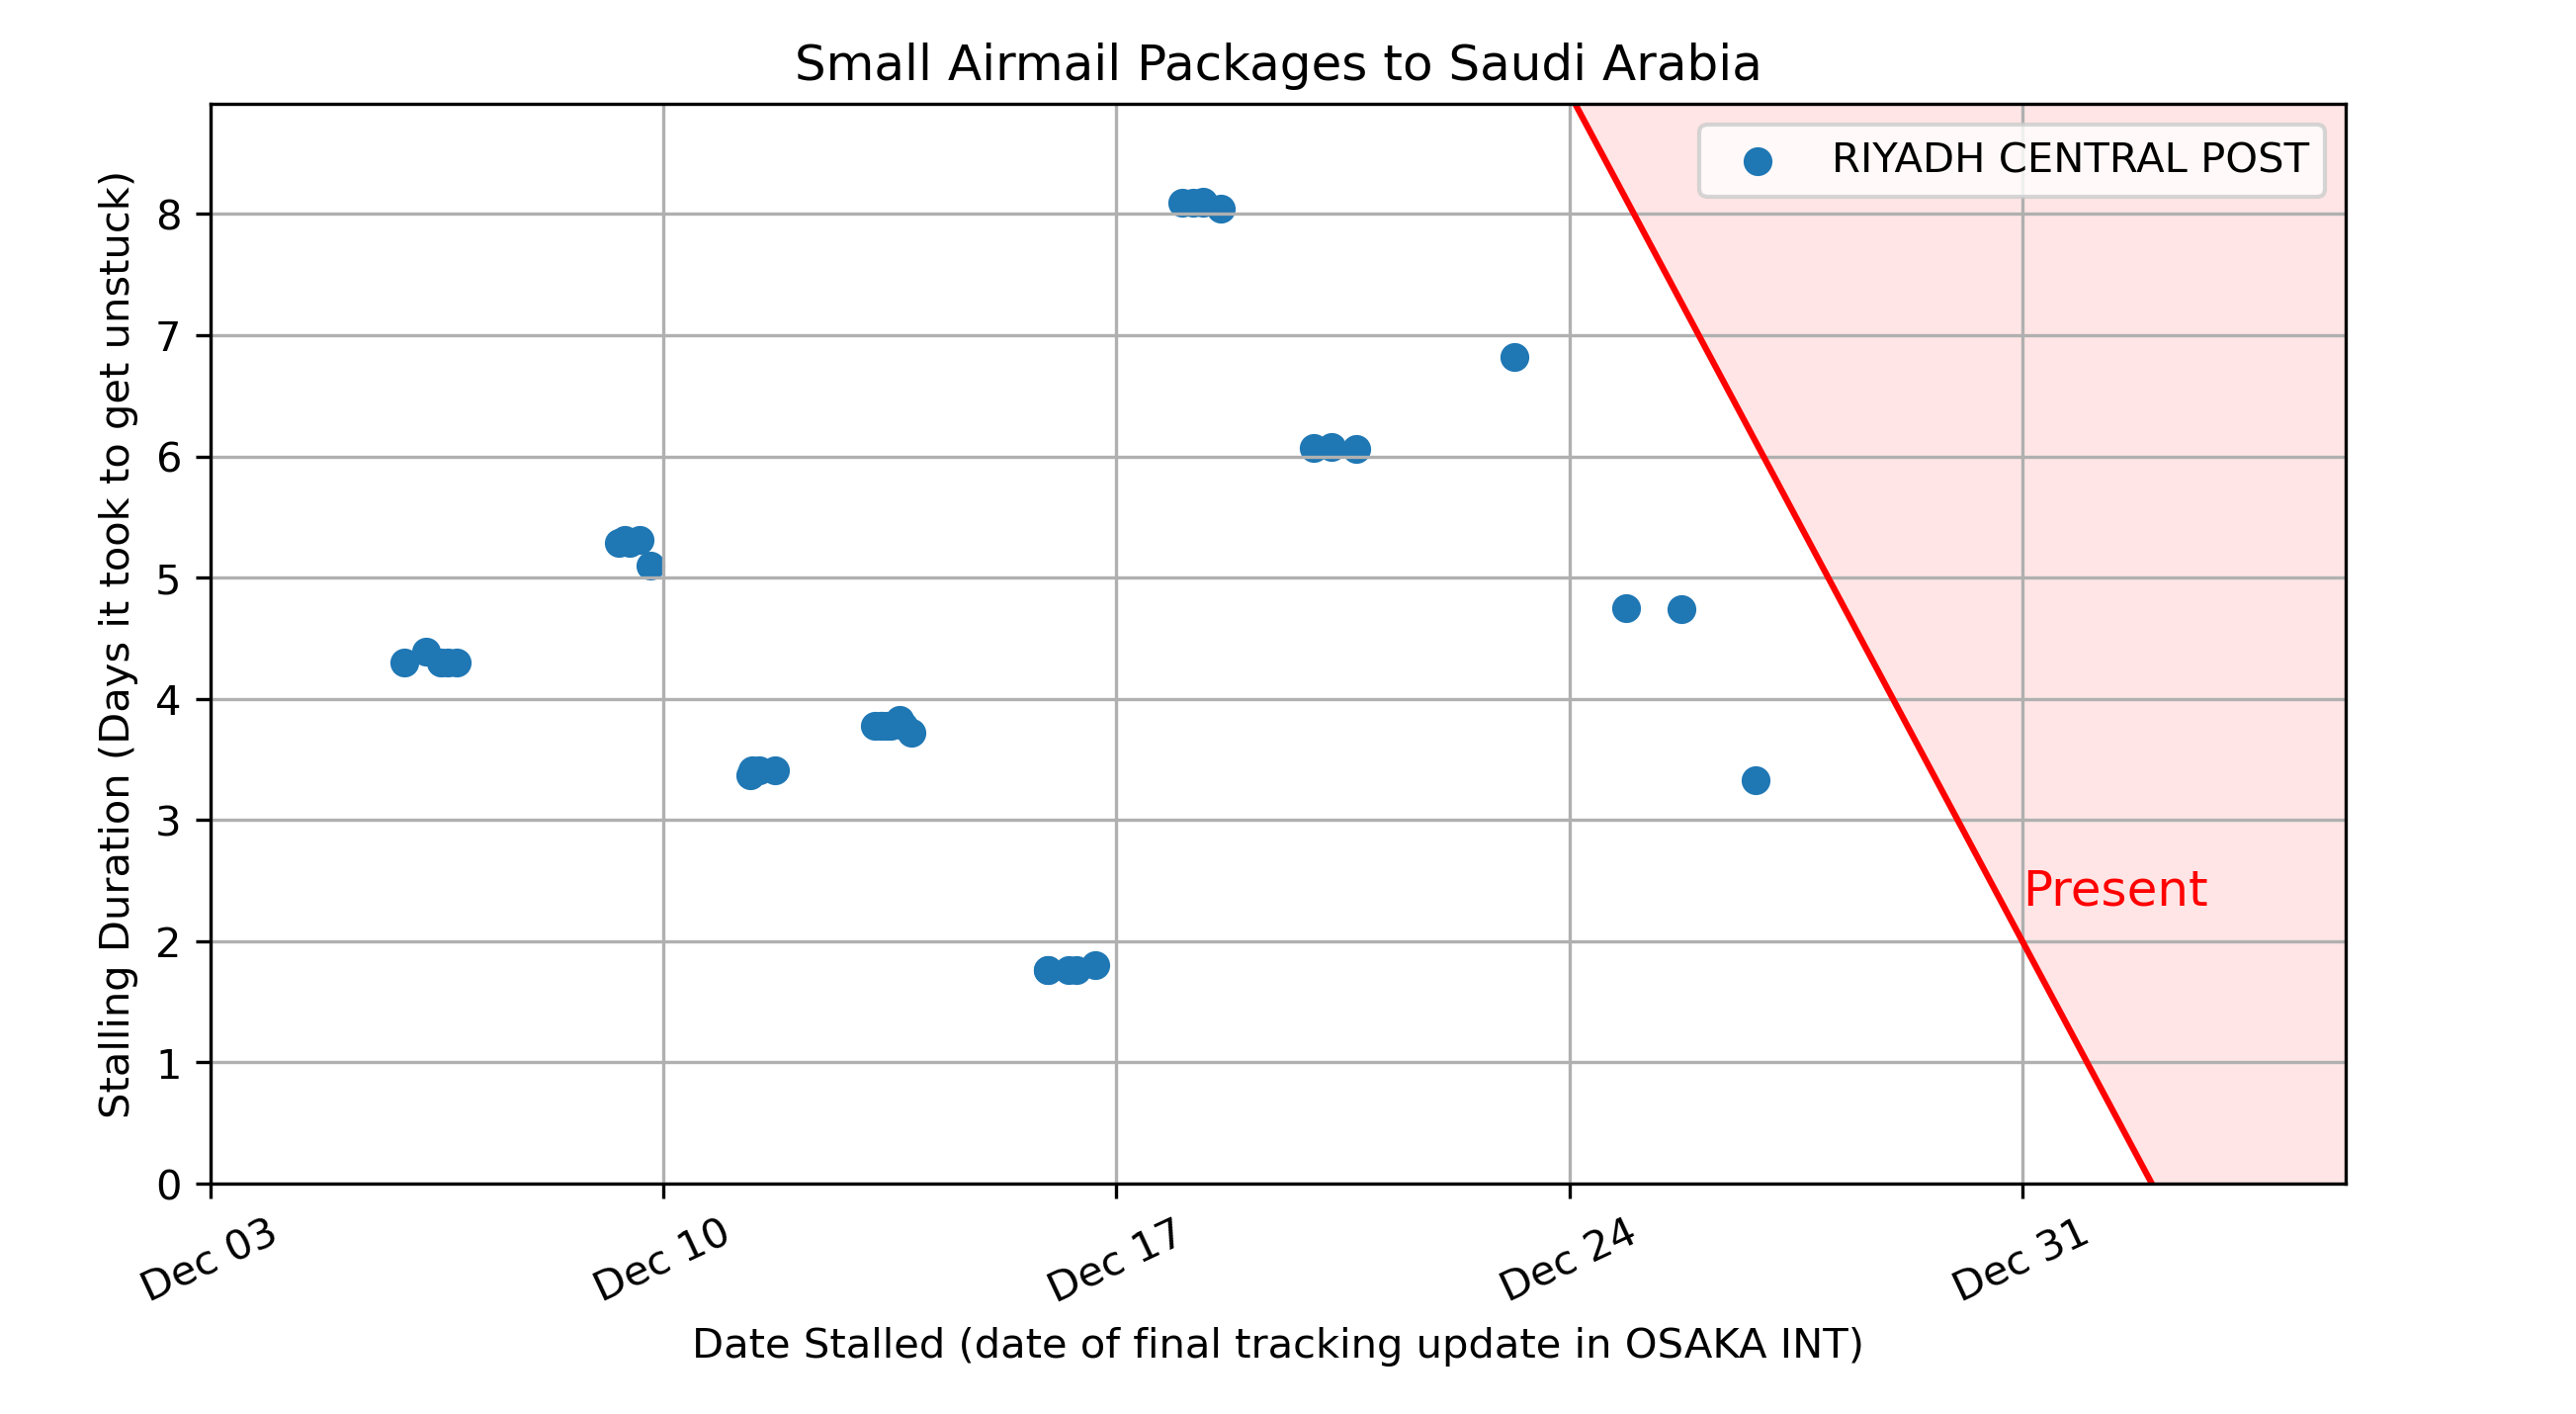 Small Airmail Packages to Saudi Arabia
RIYADH CENTRAL POST
Stalling Duration (Days it took to get unstuck)
8
7
6
5
4
3
2
1
0
Present
Dec 03
Dec 10
Dec 17
Dec 24
Dec 31
Date Stalled (date of final tracking update in OSAKA INT)